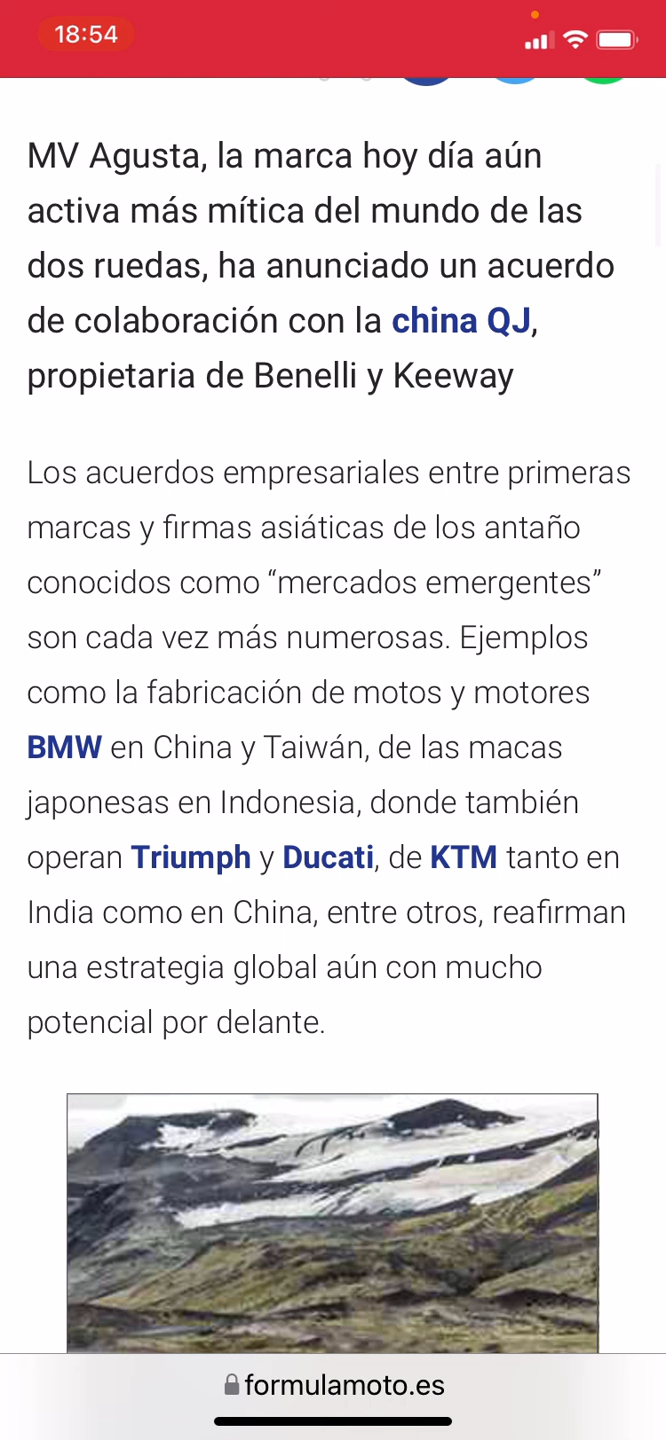 18:54
MV Agusta, la marca hoy día aún
activa más mítica del mundo de las
dos ruedas, ha anunciado un acuerdo
de colaboración con la china QJ,
propietaria de Benelli y Keeway
Los acuerdos empresariales entre primeras
marcas y firmas asiáticas de los antaño
conocidos como “mercados emergentes”
son cada vez más numerosas. Ejemplos
como la fabricación de motos y motores
BMW en China y Taiwán, de las macas
japonesas en Indonesia, donde también
operan Triumph y Ducati, de KTM tanto en
India como en China, entre otros, reafirman
una estrategia global aún con mucho
potencial por delante.
formulamoto.es